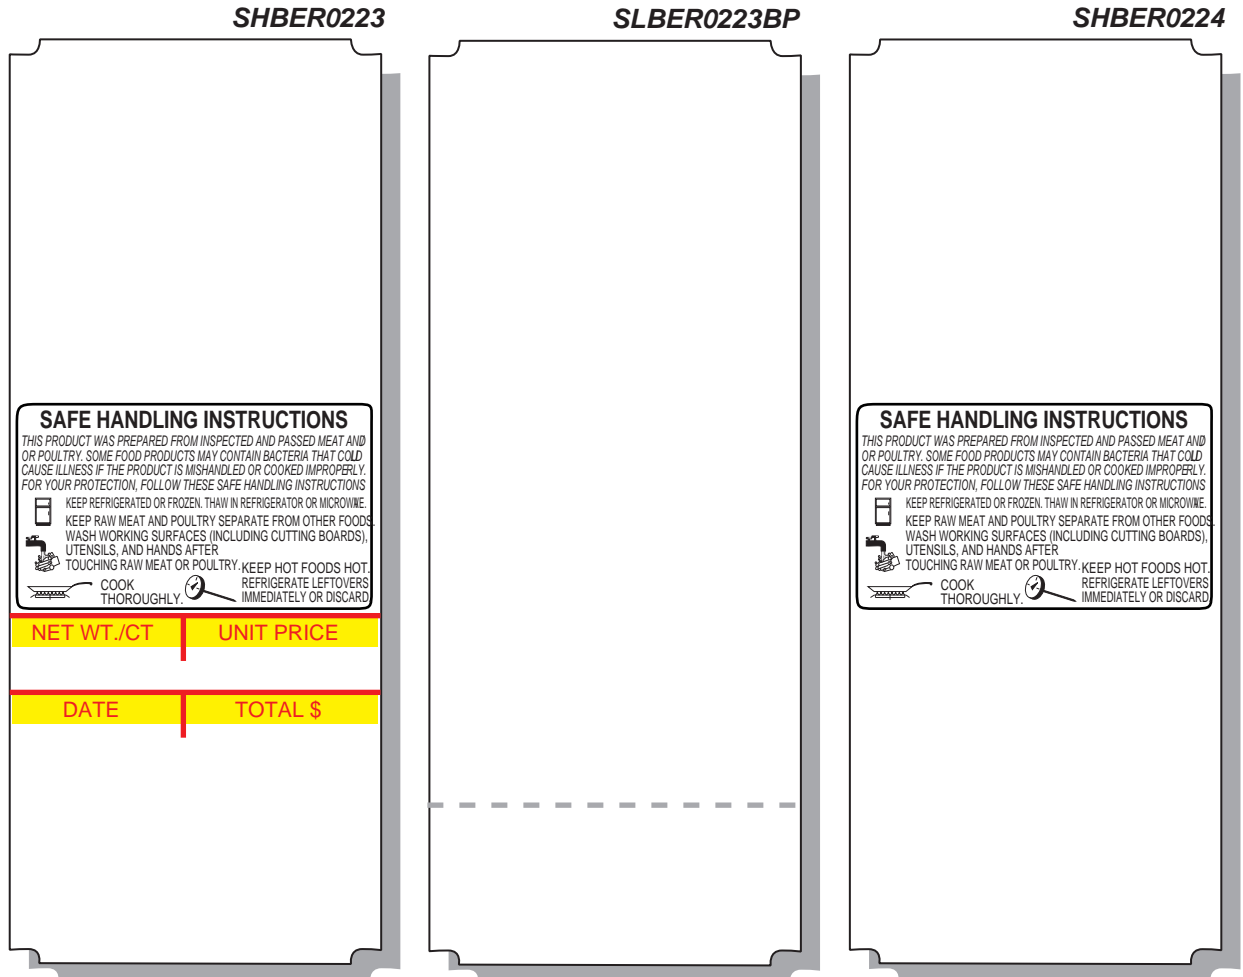 SHBER0223
SLBER0223BP
SHBER0224
SAFE HANDLING INSTRUCTIONS
THIS PRODUCT WAS PREPARED FROM INSPECTED AND PASSED MEAT AND
OR POULTRY. SOME FOOD PRODUCTS MAY CONTAIN BACTERIA THAT COULD
CAUSE ILLNESS IF THE PRODUCT IS MISHANDLED OR COOKED IMPROPERLY.
FOR YOUR PROTECTION, FOLLOW THESE SAFE HANDLING INSTRUCTIONS
KEEP REFRIGERATED OR FROZEN. THAW IN REFRIGERATOR OR MICROWAVE.
KEEP RAW MEAT AND POULTRY SEPARATE FROM OTHER FOODS.
WASH WORKING SURFACES (INCLUDING CUTTING BOARDS),
UTENSILS, AND HANDS AFTER
TOUCHING RAW MEAT OR POULTRY.
COOK
THOROUGHLY.
KEEP HOT FOODS HOT.
REFRIGERATE LEFTOVERS
IMMEDIATELY OR DISCARD
NET WT./CT UNIT PRICE
DATE TOTAL $
SAFE HANDLING INSTRUCTIONS
THIS PRODUCT WAS PREPARED FROM INSPECTED AND PASSED MEAT AND
OR POULTRY. SOME FOOD PRODUCTS MAY CONTAIN BACTERIA THAT COULD
CAUSE ILLNESS IF THE PRODUCT IS MISHANDLED OR COOKED IMPROPERLY.
FOR YOUR PROTECTION, FOLLOW THESE SAFE HANDLING INSTRUCTIONS
KEEP REFRIGERATED OR FROZEN. THAW IN REFRIGERATOR OR MICROWAVE.
KEEP RAW MEAT AND POULTRY SEPARATE FROM OTHER FOODS.
WASH WORKING SURFACES (INCLUDING CUTTING BOARDS),
UTENSILS, AND HANDS AFTER
TOUCHING RAW MEAT OR POULTRY.
COOK
THOROUGHLY.
KEEP HOT FOODS HOT.
REFRIGERATE LEFTOVERS
IMMEDIATELY OR DISCARD